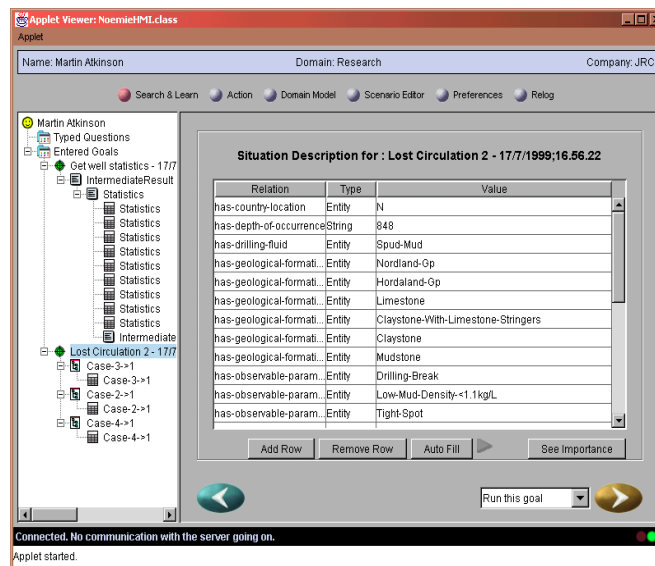 Applet Viewer: NoemieHMI.class
Applet
Name: Martin Atkinson Domain: Research Company: JRC
Search & Learn Action Domain Model Scenario Editor Preferences Relog
Martin Atkinson
Typed Questions
Entered Goals
Get well statistics - 17/7
IntermediateResult
Statistics
Statistics
Statistics
Statistics
Statistics
Statistics
Statistics
Statistics
Statistics
Statistics
Intermediate
Lost Circulation 2 - 17/7
Case-3->1
Case-3->1
Case-2->1
Case-2->1
Case-4->1
Case-4->1
Situation Description for : Lost Circulation 2 - 17/7/1999;16.56.22
Relation Type Value
has-country-location Entity N
has-depth-of-occurrence String 848
has-drilling-fluid Entity Spud-Mud
has-geological-formati... Entity Nordland-Gp
has-geological-formati... Entity Hordaland-Gp
has-geological-formati... Entity Limestone
has-geological-formati... Entity Claystone-With-Limestone-Stringers
has-geological-formati... Entity Claystone
has-geological-formati... Entity Mudstone
has-observable-param... Entity Drilling-Break
has-observable-param... Entity Low-Mud-Density-<1.1kg/L
has-observable-param... Entity Tight-Spot
Add Row Remove Row Auto Fill See Importance
Run this goal
Connected. No communication with the server going on.
Applet started.